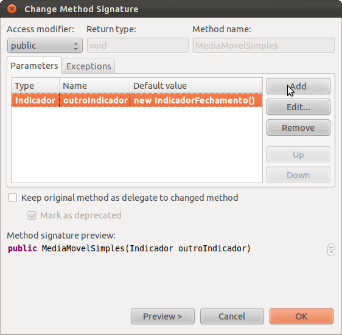 Change Method Signature
Access modifier: Return type: Method name:
public void MediaMovelSimples
Parameters Exceptions
Type Name Default value
Indicador outroIndicador new IndicadorFechamento()
Add
Edit...
Remove
Up
Down
Keep original method as delegate to changed method
Mark as deprecated
Method signature preview:
public MediaMovelSimples(Indicador outroIndicador)
Preview > Cancel OK